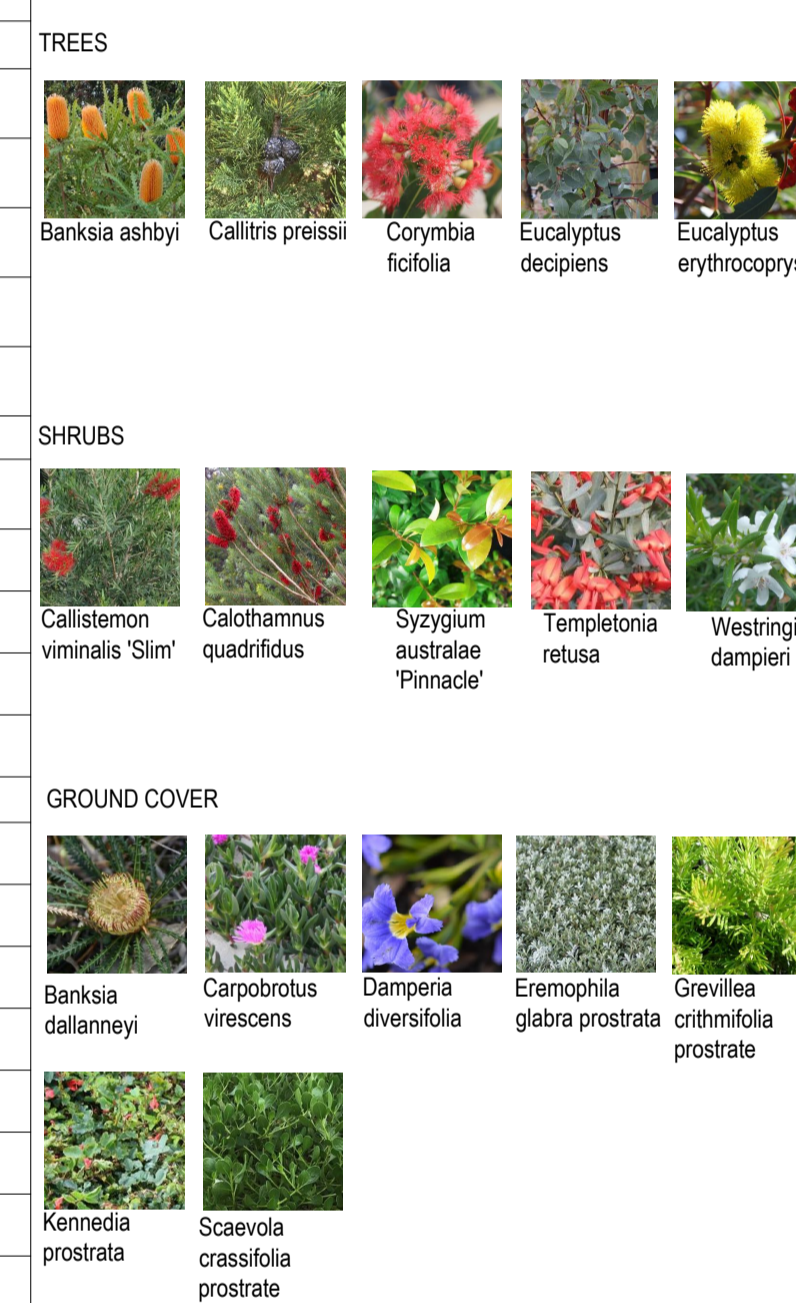 TREES
Banksia ashbyi
Callitris preissii
Corymbia
ficifolia
Eucalyptus
decipiens
Eucalyptus
erythrocoprys
SHRUBS
Callistemon
viminalis 'Slim'
Calothamnus
quadrifidus
Syzygium
australae
'Pinnacle'
Templetonia
retusa
Westringi
dampieri
GROUND COVER
Banksia
dallanneyi
Carpobrotus
virescens
Damperia
diversifolia
Eremophila
glabra prostrata
Grevillea
crithmifolia
prostrate
Kennedia
prostrata
Scaevola
crassifolia
prostrate